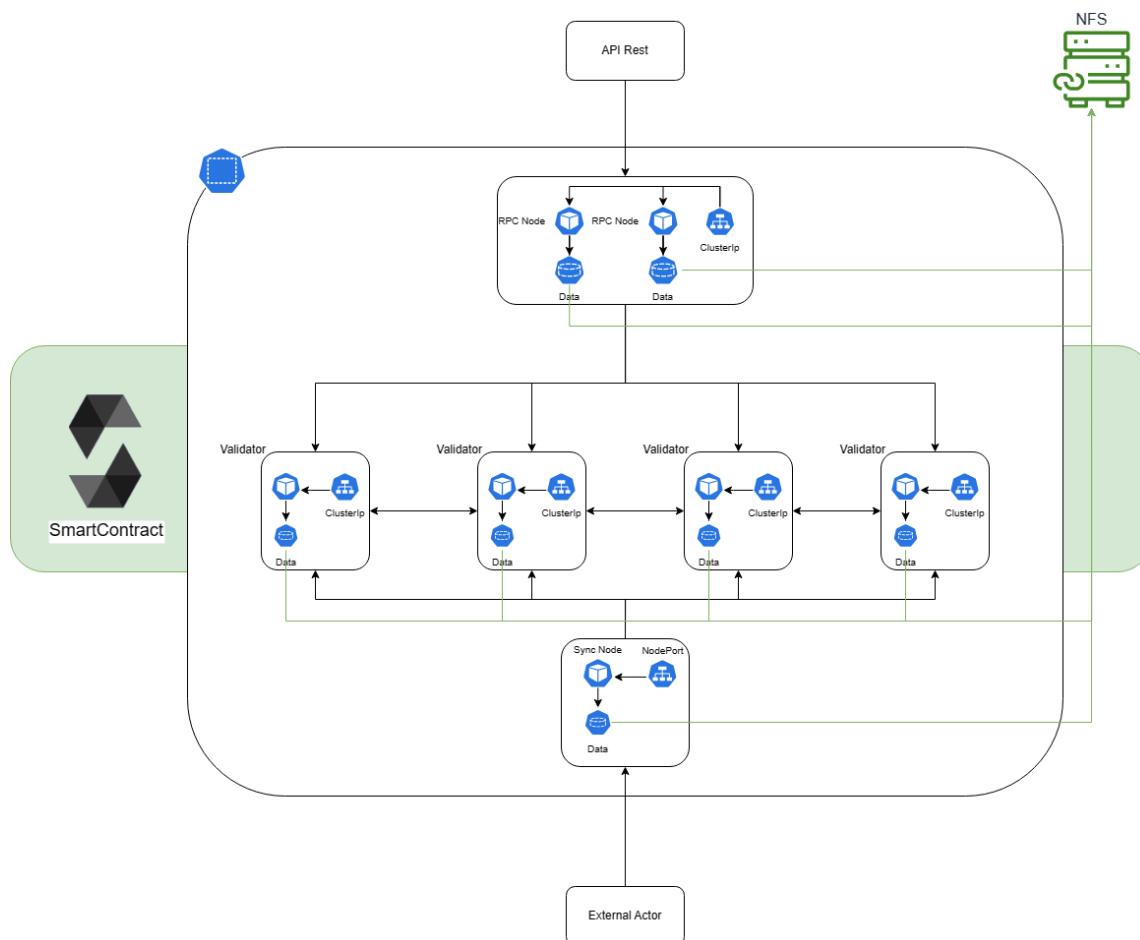 NFS
API Rest
RPC Node
RPC Node
ClusterIp
Data
Data
Validator
Validator
Validator
Validator
ClusterIp
ClusterIp
ClusterIp
ClusterIp
SmartContract
Data
Data
Data
Data
Sync Node
NodePort
Data
External Actor